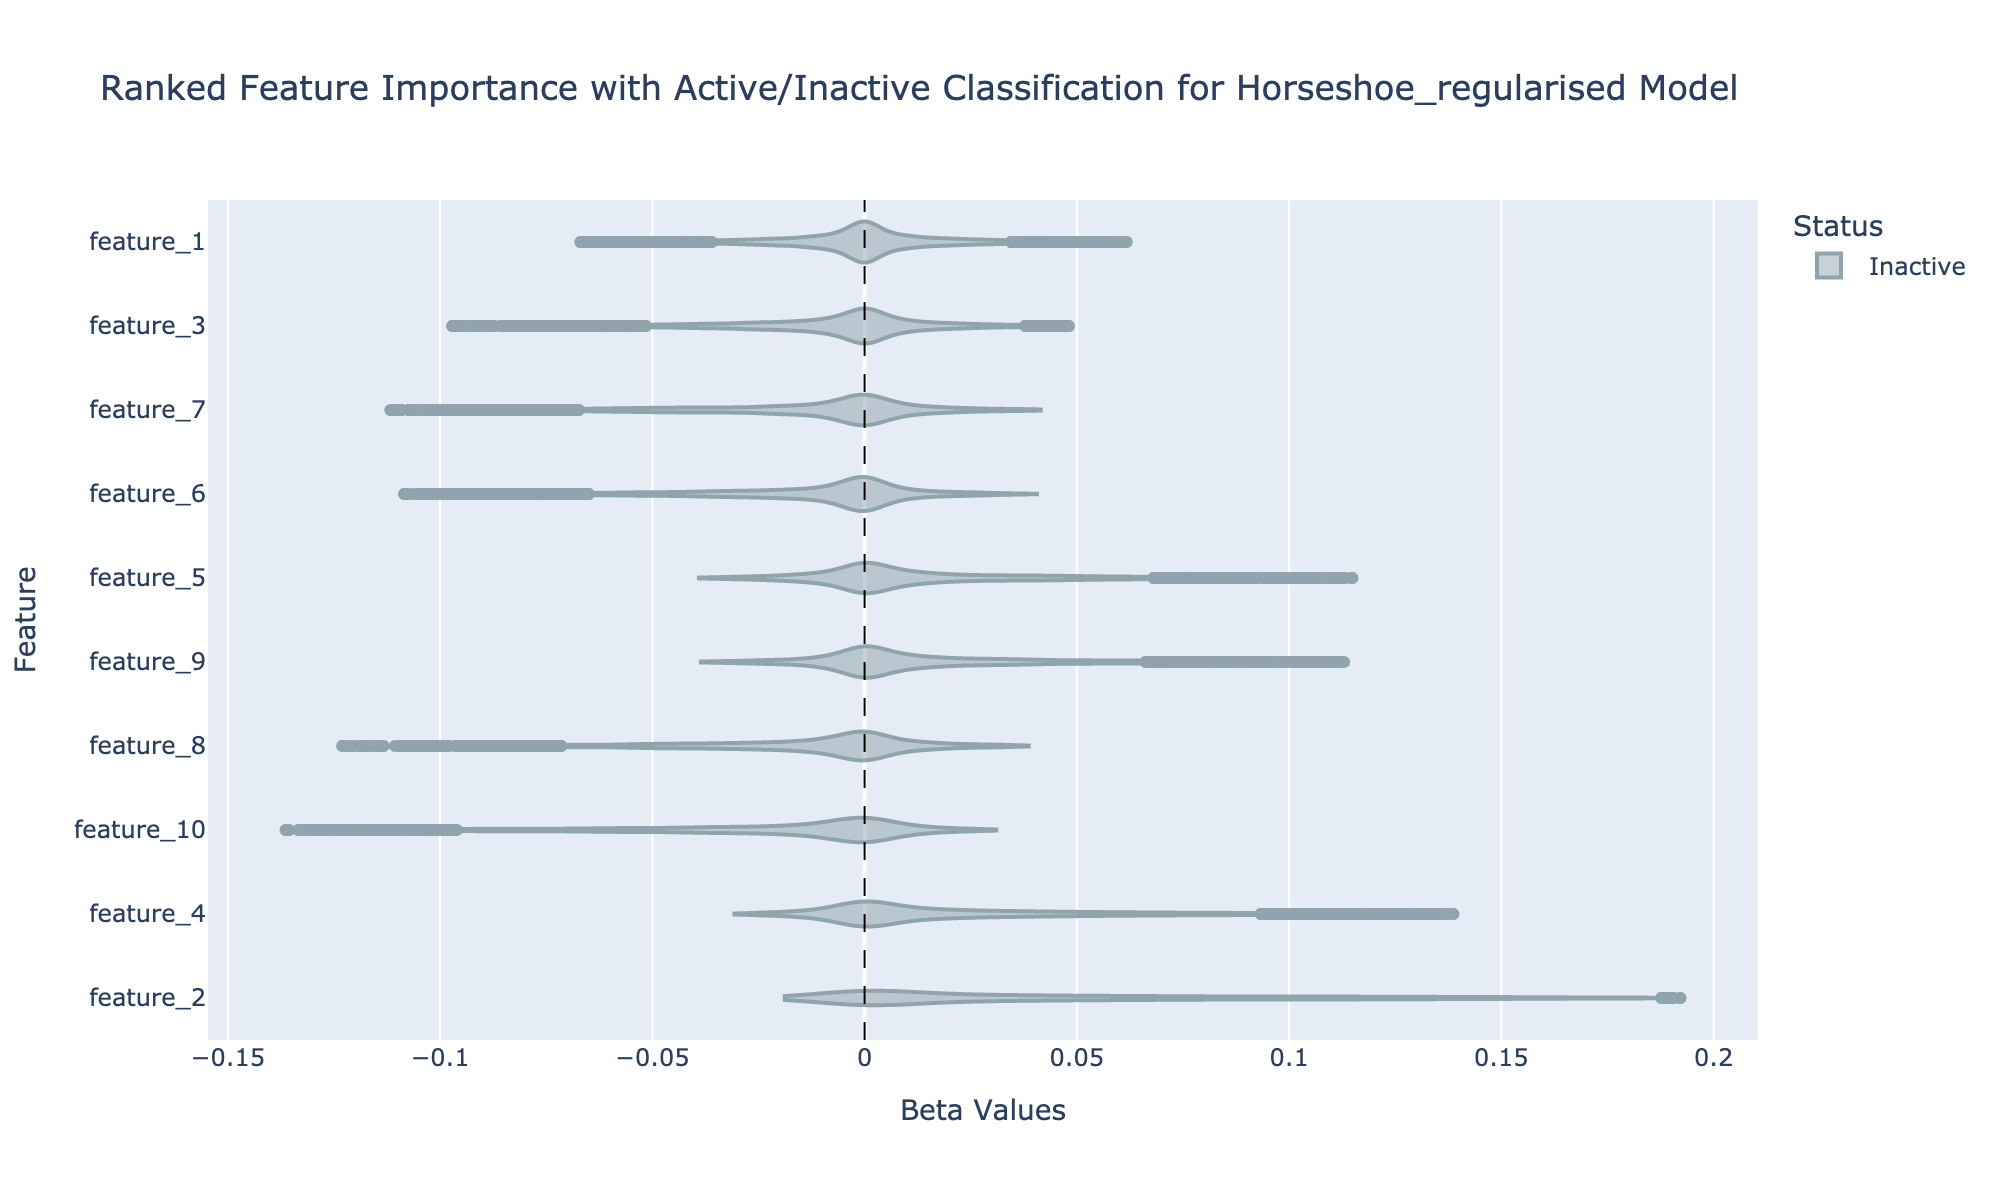 Ranked Feature Importance with Active/Inactive Classification for Horseshoe_regularised Model
Status
Inactive
Feature
feature_1
feature_3
feature_7
feature_6
feature_5
feature_9
feature_8
feature_10
feature_4
feature_2
−0.15 −0.1 −0.05 0 0.05 0.1 0.15 0.2
Beta Values